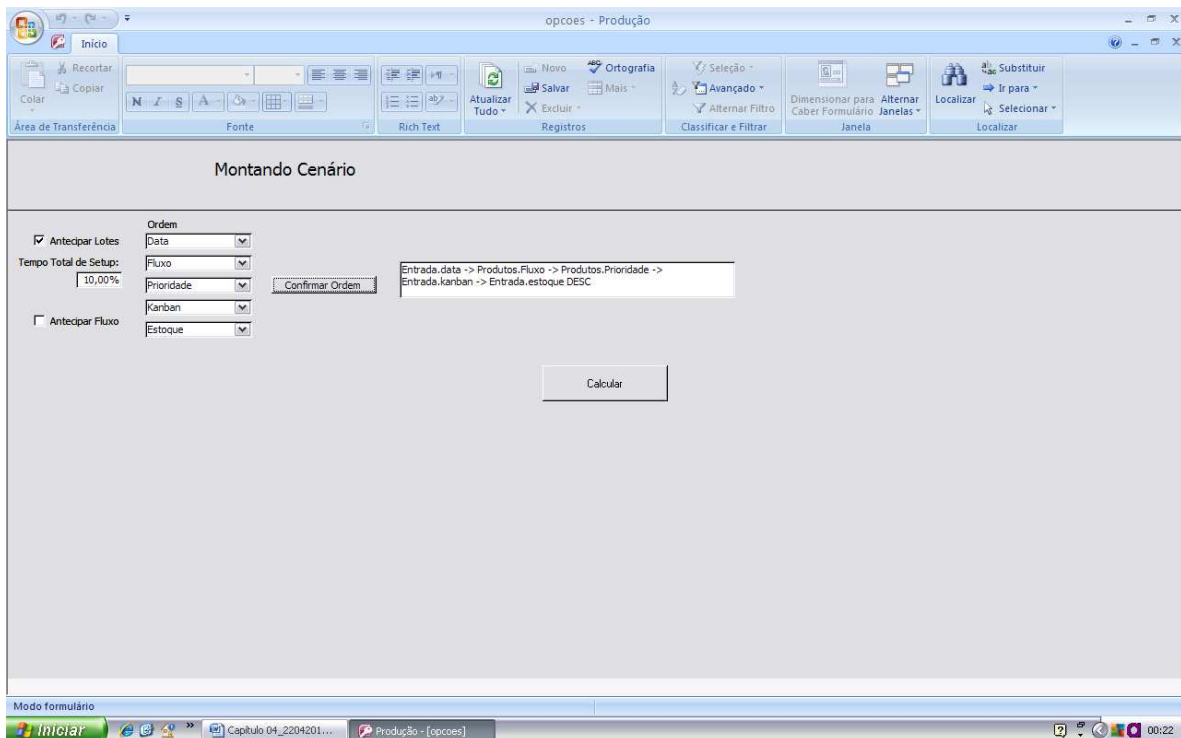 opcoes - Produção
Início
Recortar
Copiar
Colar
Área de Transferência
N I S A
Fonte
Rich Text
Atualizar Tudo
Novo
Salvar
Excluir
Ortografia
Mais
Registros
Seleção
Avançado
Alternar Filtro
Classificar e Filtrar
Dimensionar para Caber Formulário
Alternar Janelas
Janela
Localizar
Substituir
Ir para
Selecionar
Localizar
Montando Cenário
Ordem
Antecipar Lotes
Data
Tempo Total de Setup:
Fluxo
10,00%
Prioridade
Confirmar Ordem
Entrada.data -> Produtos.Fluxo -> Produtos.Prioridade ->
Entrada.kanban -> Entrada.estoque DESC
Kanban
Antecipar Fluxo
Estoque
Calcular
Modo formulário
Iniciar
Capítulo 04_2204201...
Produção - [opcoes]
00:22